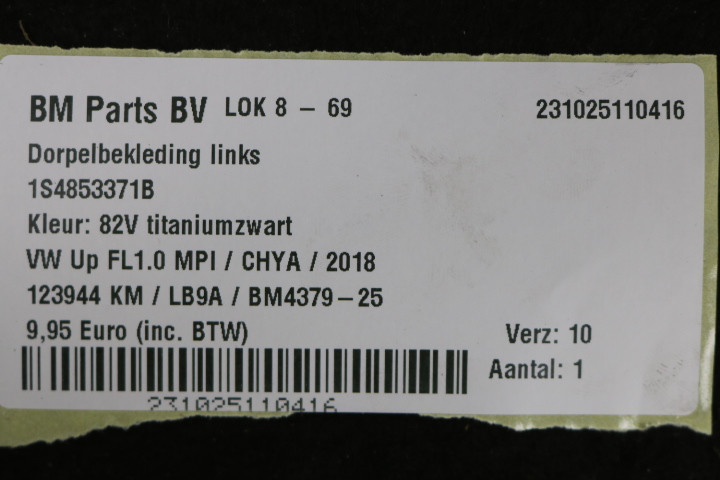 BM Parts BV LOK 8 - 69 231025110416
Dorpelbekleding links
1S4853371B
Kleur: 82V titaniumzwart
VW Up FL1.0 MPI / CHYA / 2018
123944 KM / LB9A / BM4379-25
9,95 Euro (inc. BTW) Verz: 10
Aantal: 1
231025110416